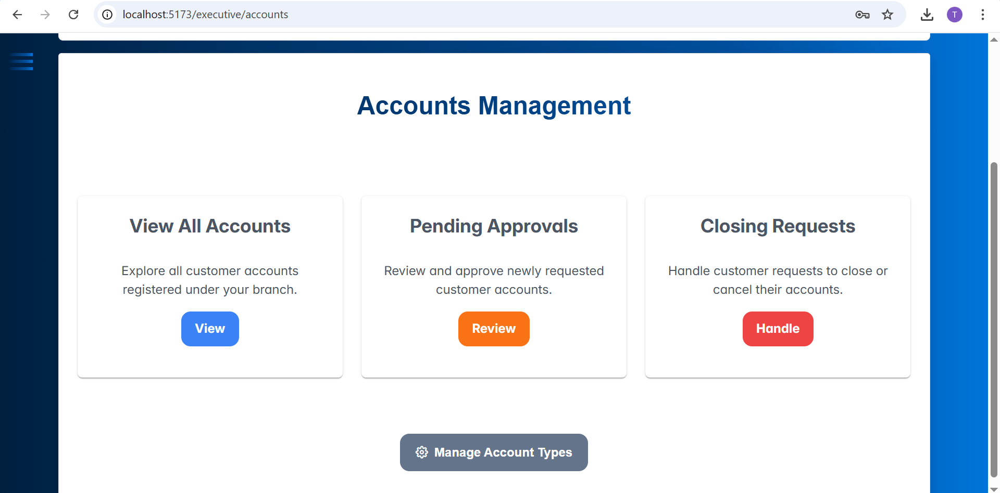 localhost:5173/executive/accounts
T
Accounts Management
View All Accounts
Explore all customer accounts
registered under your branch.
View
Pending Approvals
Review and approve newly requested
customer accounts.
Review
Closing Requests
Handle customer requests to close or
cancel their accounts.
Handle
Manage Account Types